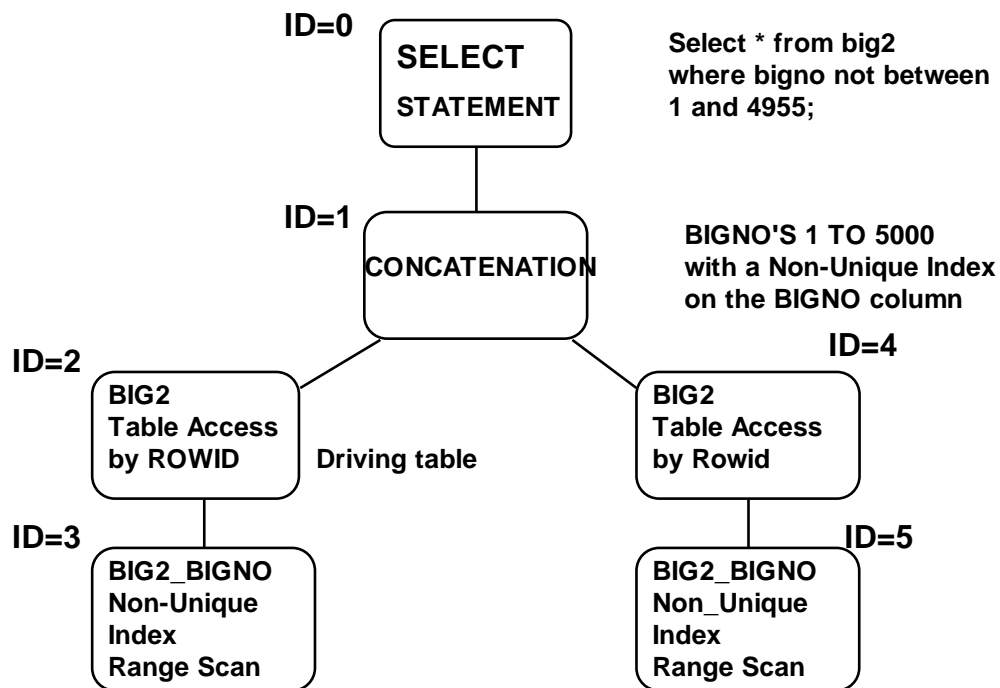 ID=0
SELECT
STATEMENT
Select * from big2
where bigno not between
1 and 4955;
ID=1
CONCATENATION
BIGNO'S 1 TO 5000
with a Non-Unique Index
on the BIGNO column
ID=2
BIG2
Table Access
by ROWID
Driving table
ID=4
BIG2
Table Access
by Rowid
ID=3
BIG2_BIGNO
Non-Unique
Index
Range Scan
ID=5
BIG2_BIGNO
Non_Unique
Index
Range Scan